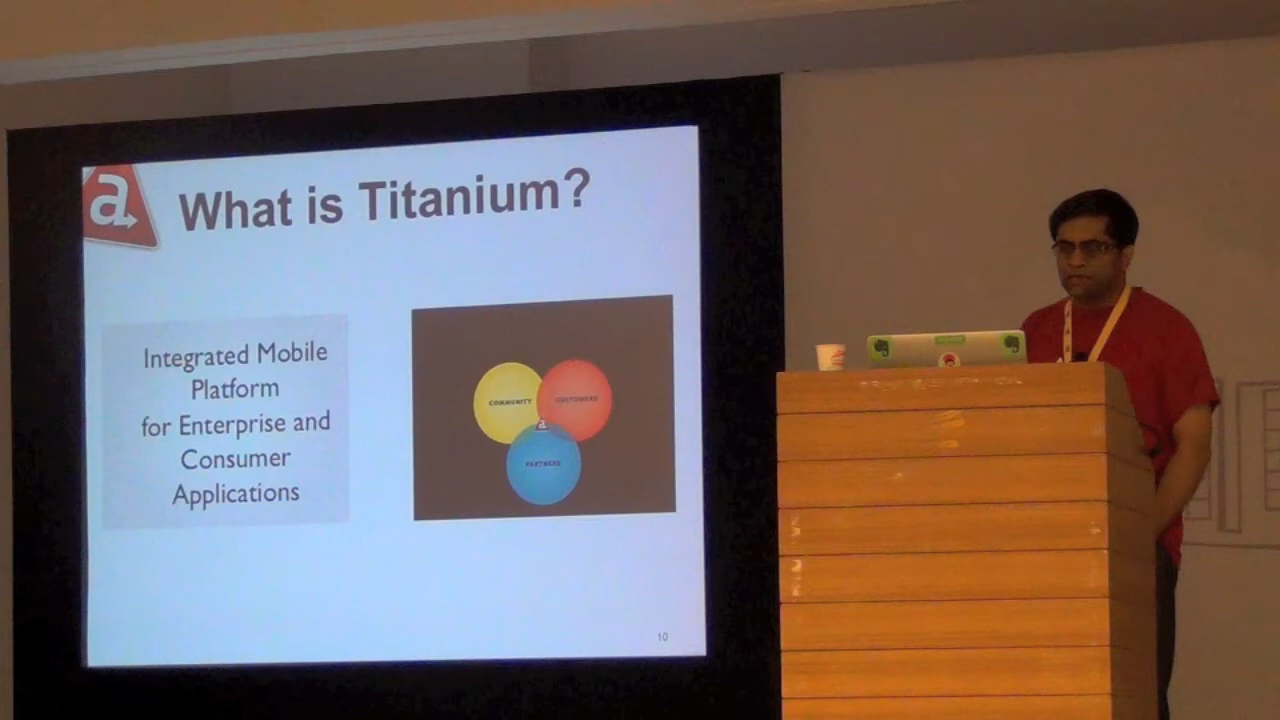 a
What is Titanium?
Integrated Mobile
Platform
for Enterprise and
Consumer
Applications
COMMUNITY
CUSTOMERS
a
PARTNERS
10